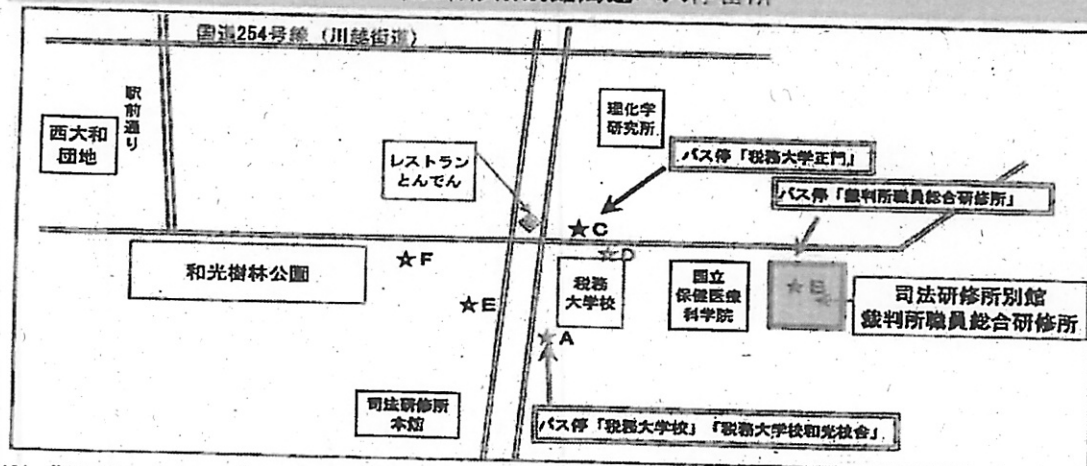 国道254号線（川越街道）
駅前通り
西大和
団地
理化学
研究所
レストラン
とんでん
バス停「税務大学正門」
バス停「裁判所職員総合研修所」
C
D
F
和光樹林公園
税務
大学校
国立
保健医療
科学院
B
司法研修所別館
裁判所職員総合研修所
E
A
司法研修所
本館
バス停「税務大学校」「税務大学校和光校舎」